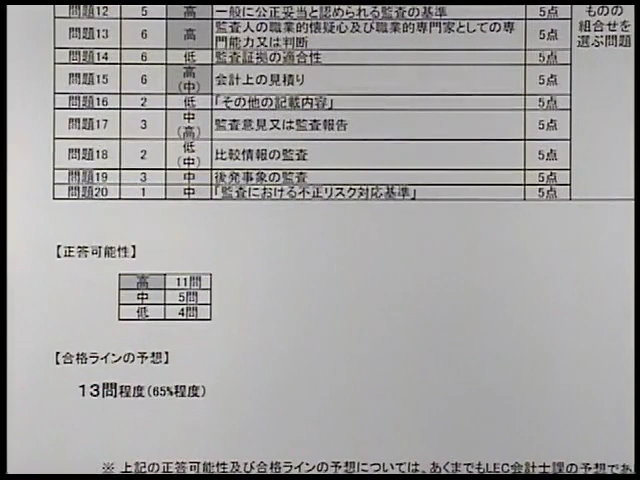 問題12 5 高 一般に公正妥当と認められる監査の基準 5点 ものの
問題13 6 高 監査人の職業的懐疑心及び職業的専門家としての専 5点 組合せを
門能力又は判断 選ぶ問題
問題14 6 低 監査証拠の適合性 5点
問題15 6 高 会計上の見積り 5点
(中)
問題16 2 低 「その他の記載内容」 5点
問題17 3 中 監査意見又は監査報告 5点
(高)
問題18 2 低 比較情報の監査 5点
(中)
問題19 3 中 後発事象の監査 5点
問題20 1 中 「監査における不正リスク対応基準」 5点
【正答可能性】
高 11問
中 5問
低 4問
【合格ラインの予想】
13問程度(65%程度)
※ 上記の正答可能性及び合格ラインの予想については、あくまでもLEC会計士課の予想であ